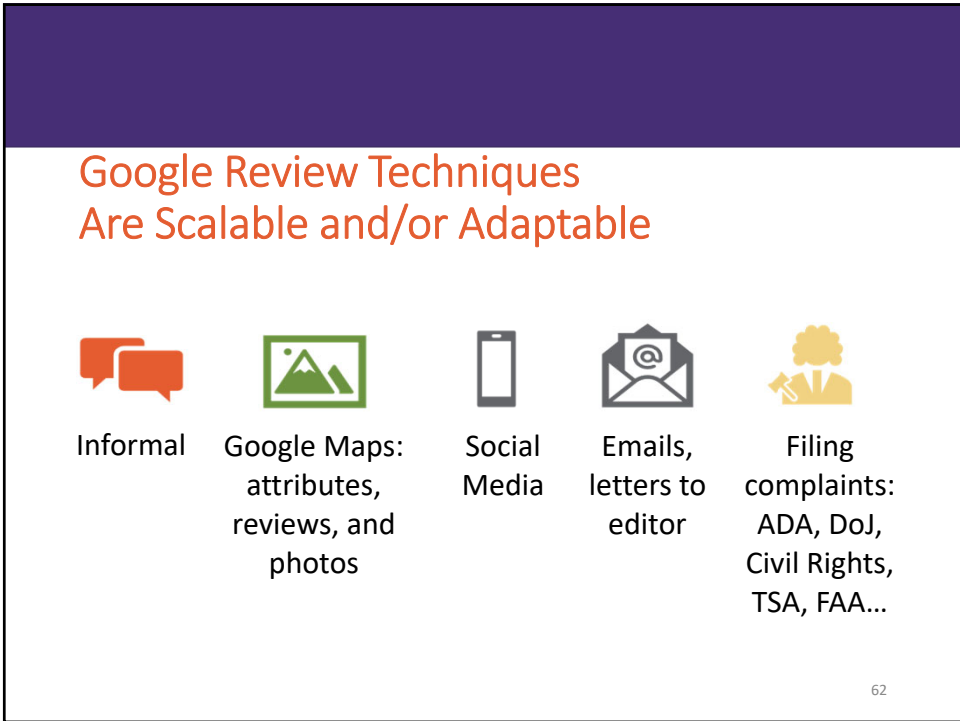 Google Review Techniques
Are Scalable and/or Adaptable
@
Informal
Google Maps:
attributes,
reviews, and
photos
Social
Media
Emails,
letters to
editor
Filing
complaints:
ADA, DoJ,
Civil Rights,
TSA, FAA…
62